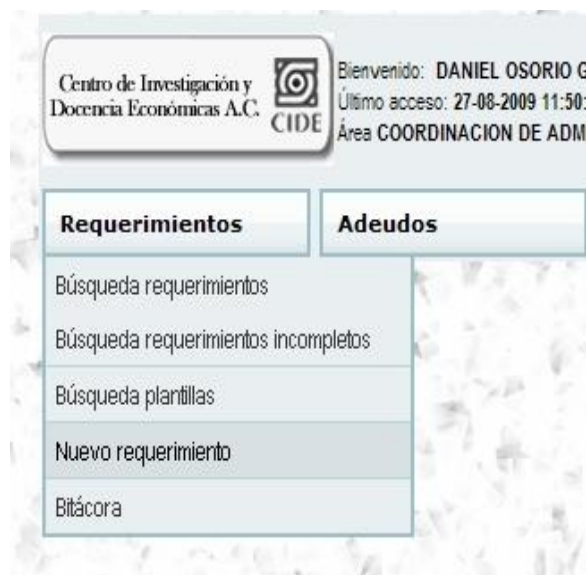 Centro de Investigación y
Docencia Económicas A.C.
CIDE
Bienvenido: DANIEL OSORIO G
Último acceso: 27-08-2009 11:50:
Área COORDINACION DE ADM
Requerimientos
Adeudos
Búsqueda requerimientos
Búsqueda requerimientos incompletos
Búsqueda plantillas
Nuevo requerimiento
Bitácora